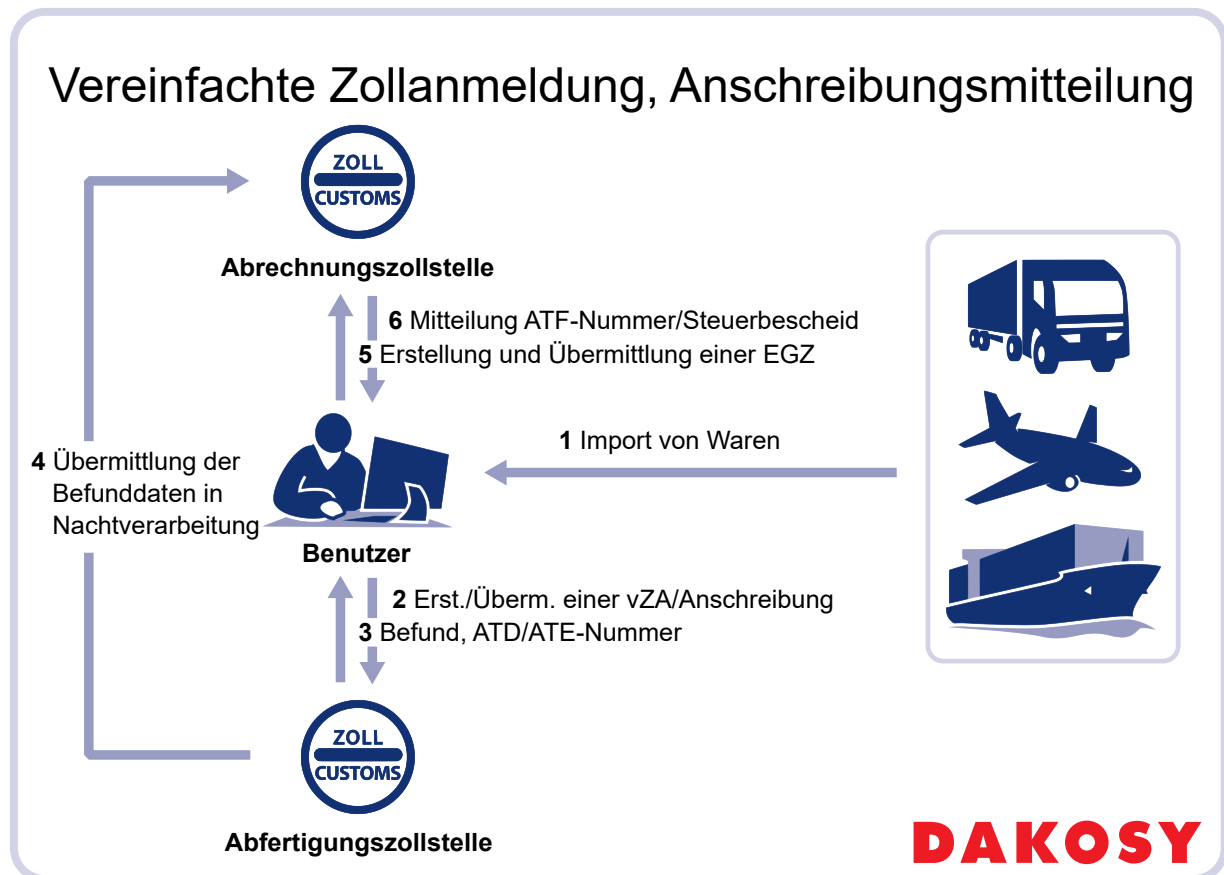 Vereinfachte Zollanmeldung, Anschreibungsmitteilung
ZOLL
CUSTOMS
Abrechnungszollstelle
6 Mitteilung ATF-Nummer/Steuerbescheid
5 Erstellung und Übermittlung einer EGZ
1 Import von Waren
4 Übermittlung der
Befunddaten in
Nachtverarbeitung
Benutzer
2 Erst./Überm. einer vZA/Anschreibung
3 Befund, ATD/ATE-Nummer
ZOLL
CUSTOMS
Abfertigungszollstelle
DAKOSY